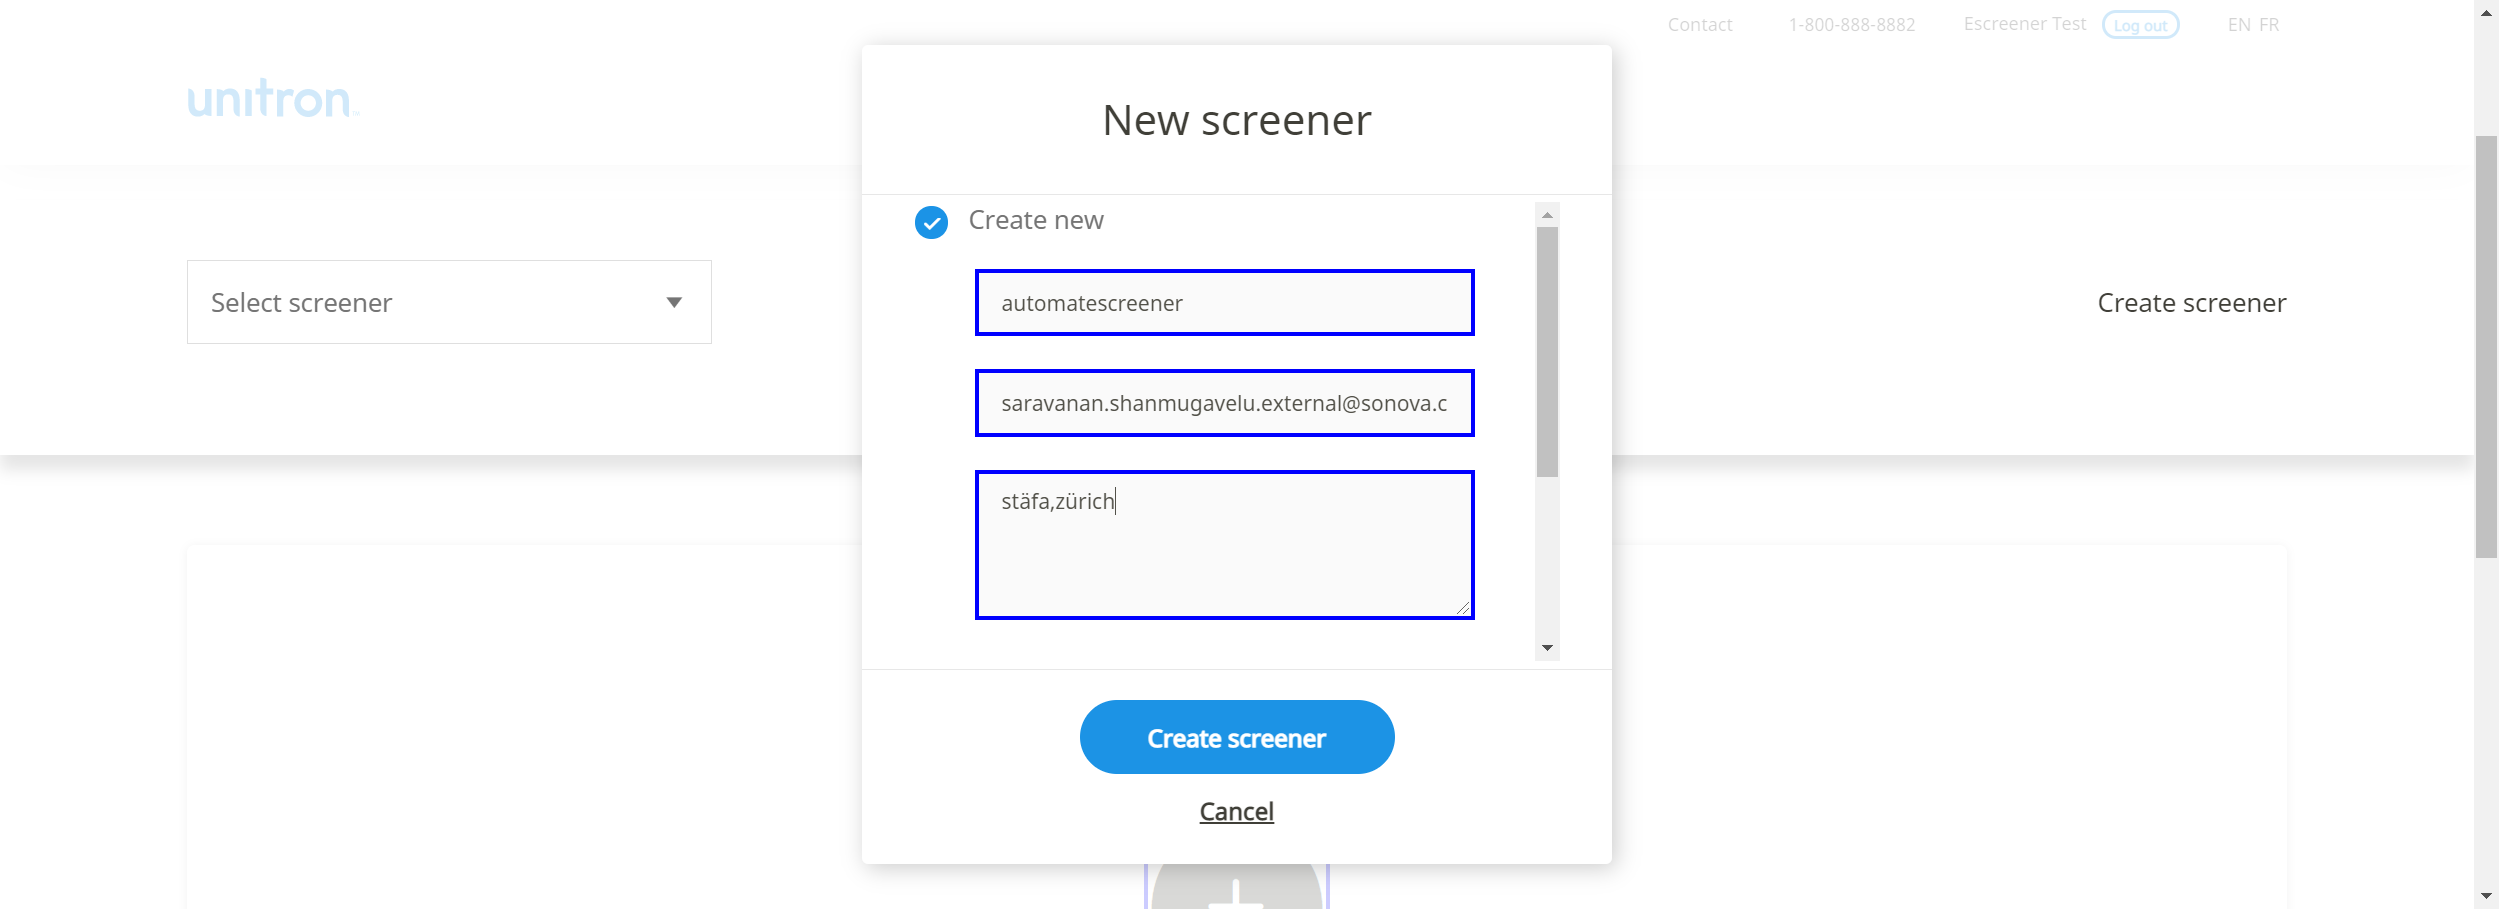 Contact 1-800-888-8882 Escreener Test Log out EN FR
unitron
New screener
Create new
Select screener
automatescreener
Create screener
saravanan.shanmugavelu.external@sonova.c
stäfa,zürich
Create screener
Cancel